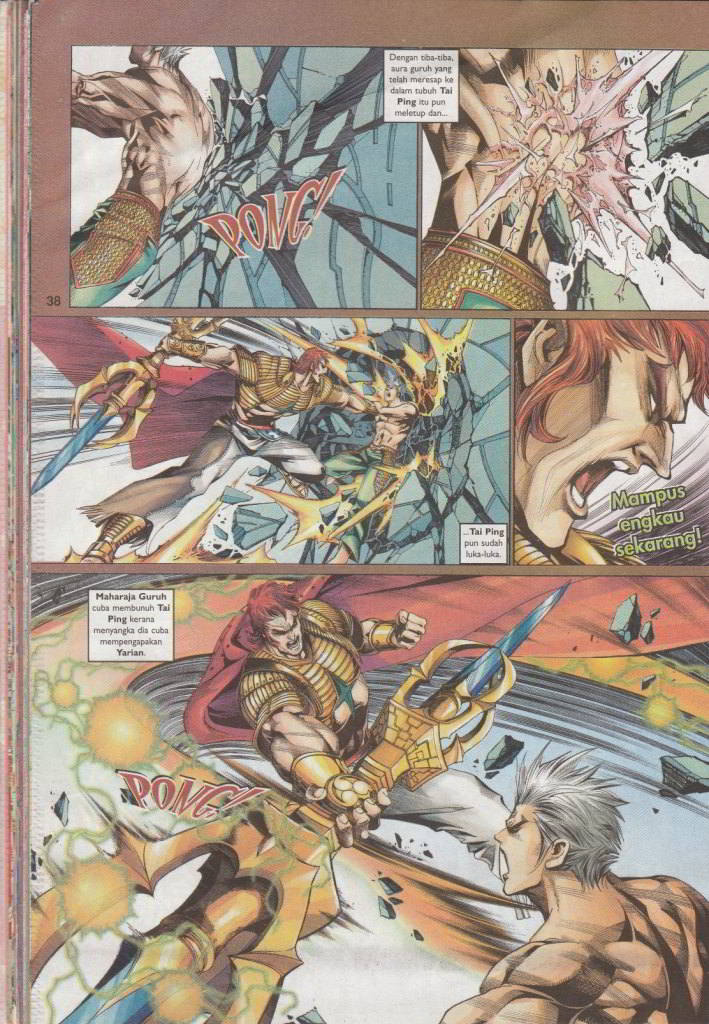 Dengan tiba-tiba,
aura guruh yang
telah meresap ke
dalam tubuh Tai
Ping itu pun
meletup dan...
PONG!
38
...Tai Ping
pun sudah
luka-luka.
Mampus
engkau
sekarang!
Maharaja Guruh
cuba membunuh Tai
Ping kerana
menyangka dia cuba
mempengapakan
Yarian.
PONG!